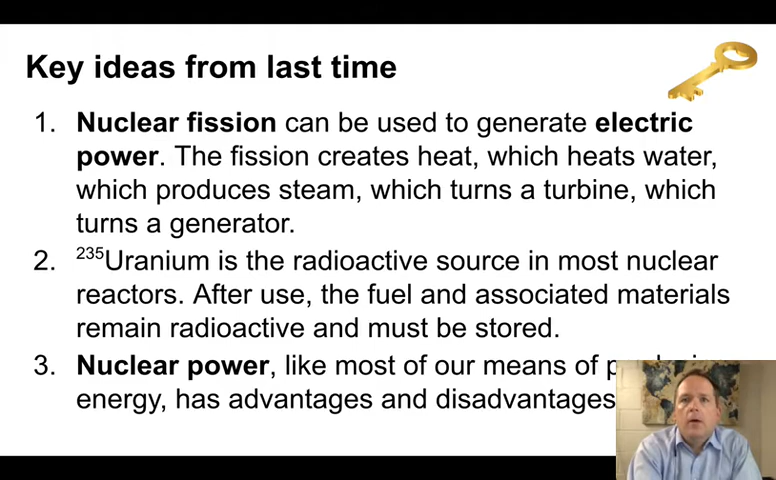 Key ideas from last time
1. Nuclear fission can be used to generate electric
power. The fission creates heat, which heats water,
which produces steam, which turns a turbine, which
turns a generator.
2. ²³⁵Uranium is the radioactive source in most nuclear
reactors. After use, the fuel and associated materials
remain radioactive and must be stored.
3. Nuclear power, like most of our means of
energy, has advantages and disadvantages